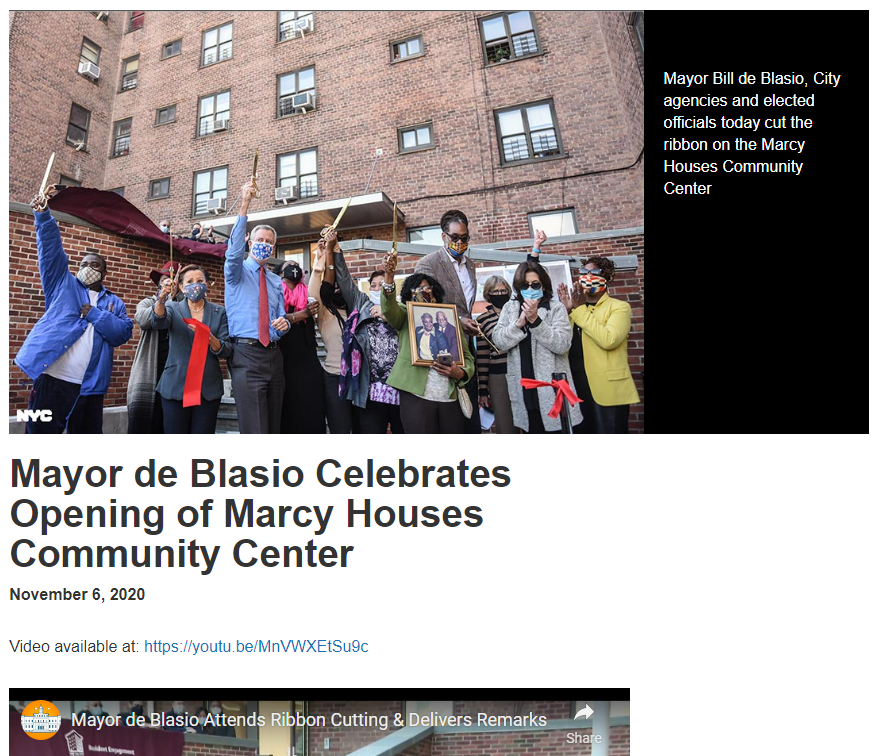 Mayor Bill de Blasio, City
agencies and elected
officials today cut the
ribbon on the Marcy
Houses Community
Center
NYC
Mayor de Blasio Celebrates
Opening of Marcy Houses
Community Center
November 6, 2020
Video available at: https://youtu.be/MnVWXEtSu9c
Mayor de Blasio Attends Ribbon Cutting & Delivers Remarks
Share
Resident Engagement